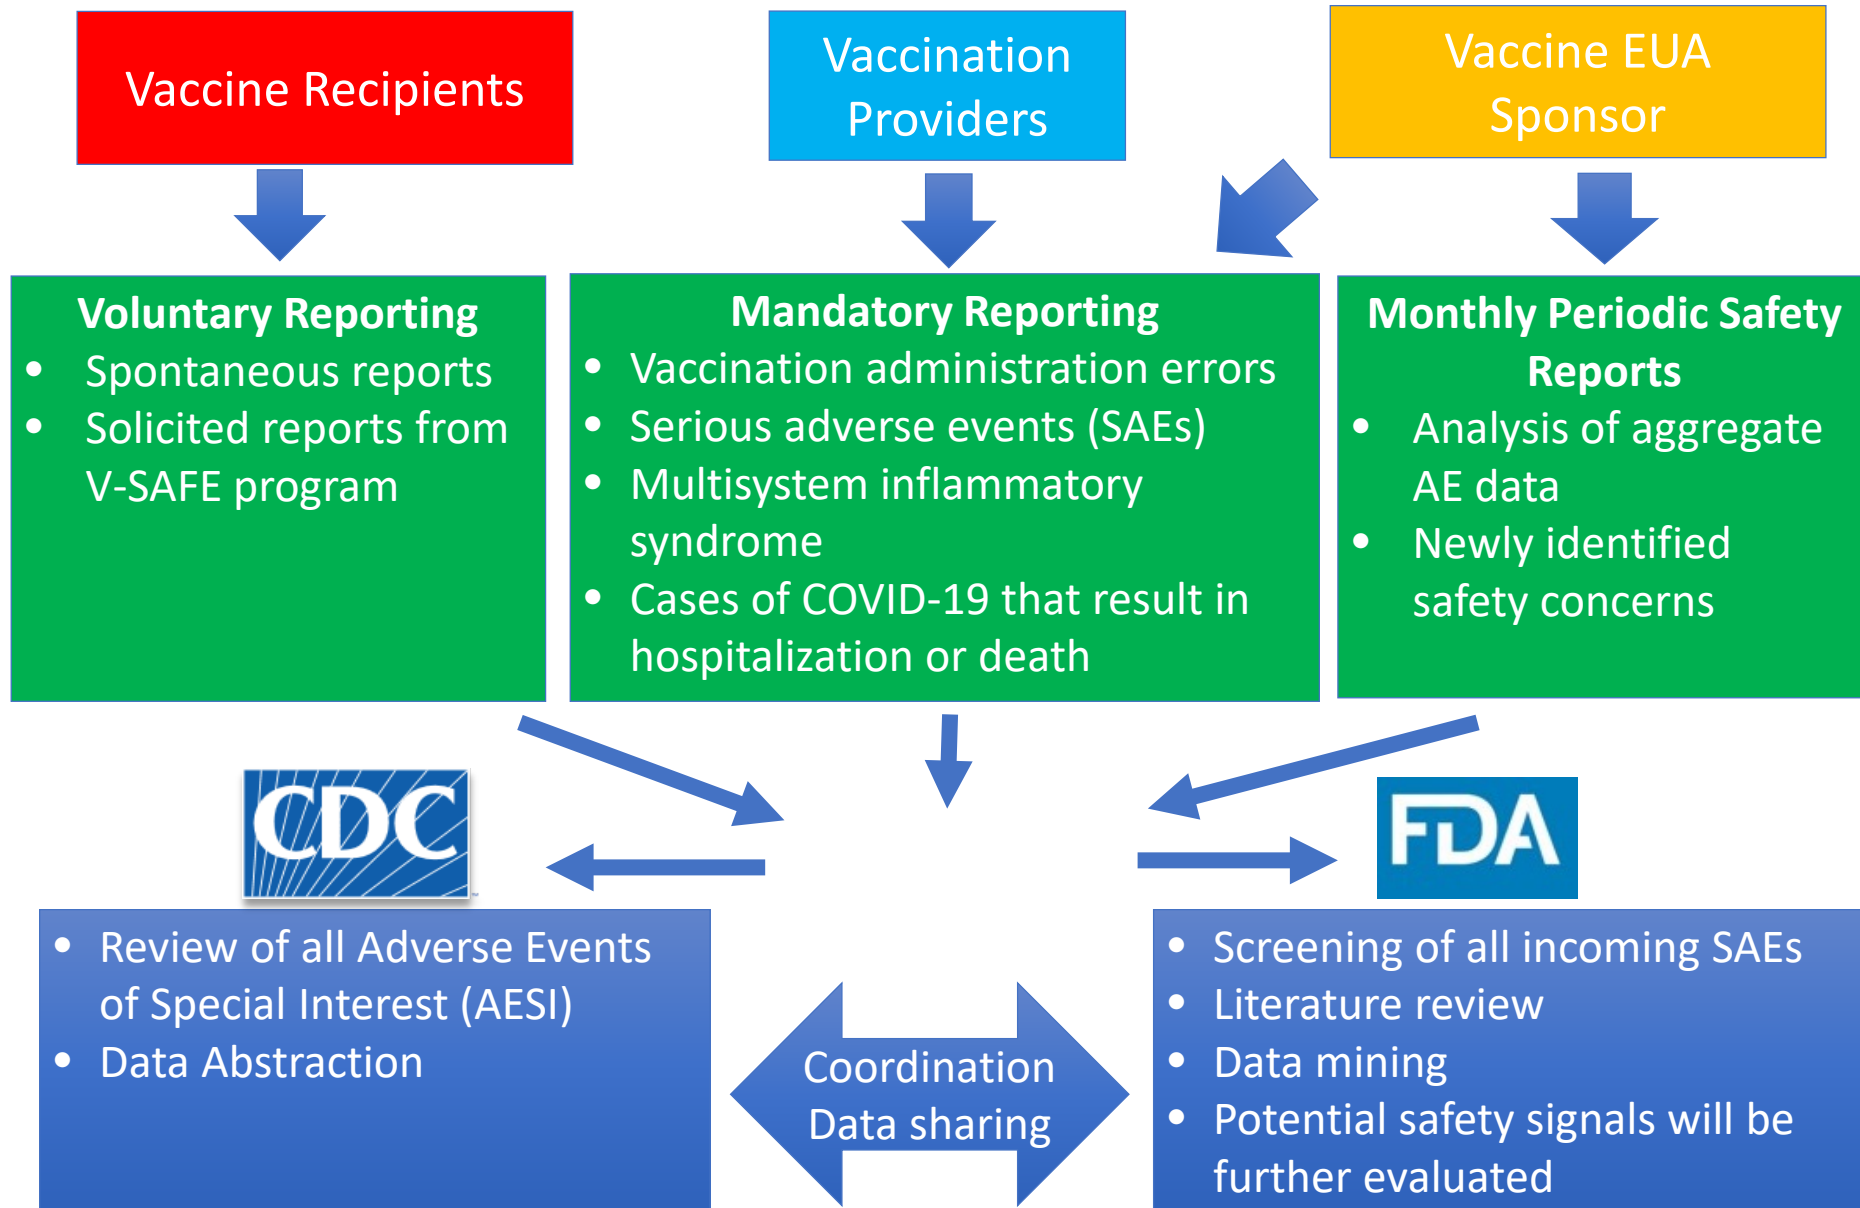 Vaccine Recipients
Vaccination
Providers
Vaccine EUA
Sponsor
Voluntary Reporting
• Spontaneous reports
• Solicited reports from
V-SAFE program
Mandatory Reporting
• Vaccination administration errors
• Serious adverse events (SAEs)
• Multisystem inflammatory
syndrome
• Cases of COVID-19 that result in
hospitalization or death
Monthly Periodic Safety
Reports
• Analysis of aggregate
AE data
• Newly identified
safety concerns
CDC
FDA
• Review of all Adverse Events
of Special Interest (AESI)
• Data Abstraction
Coordination
Data sharing
• Screening of all incoming SAEs
• Literature review
• Data mining
• Potential safety signals will be
further evaluated